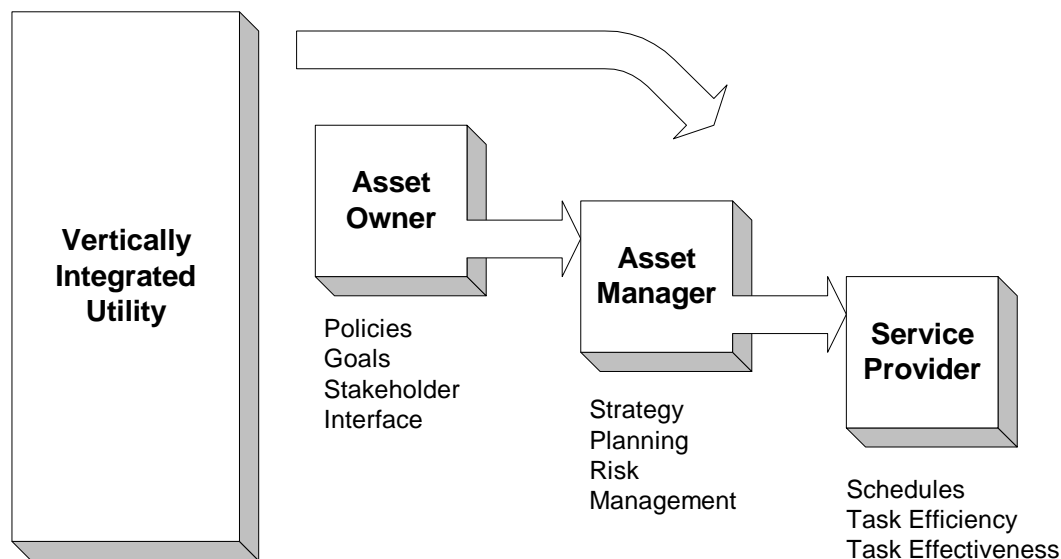 Vertically
Integrated
Utility
Asset
Owner
Policies
Goals
Stakeholder
Interface
Asset
Manager
Strategy
Planning
Risk
Management
Service
Provider
Schedules
Task Efficiency
Task Effectiveness